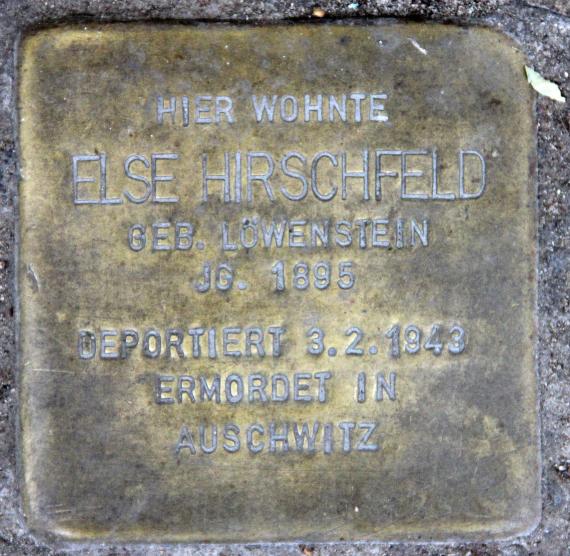 HIER WOHNTE
ELSE HIRSCHFELD
GEB. LÖWENSTEIN
JG. 1895
DEPORTIERT 3.2.1943
ERMORDET IN
AUSCHWITZ